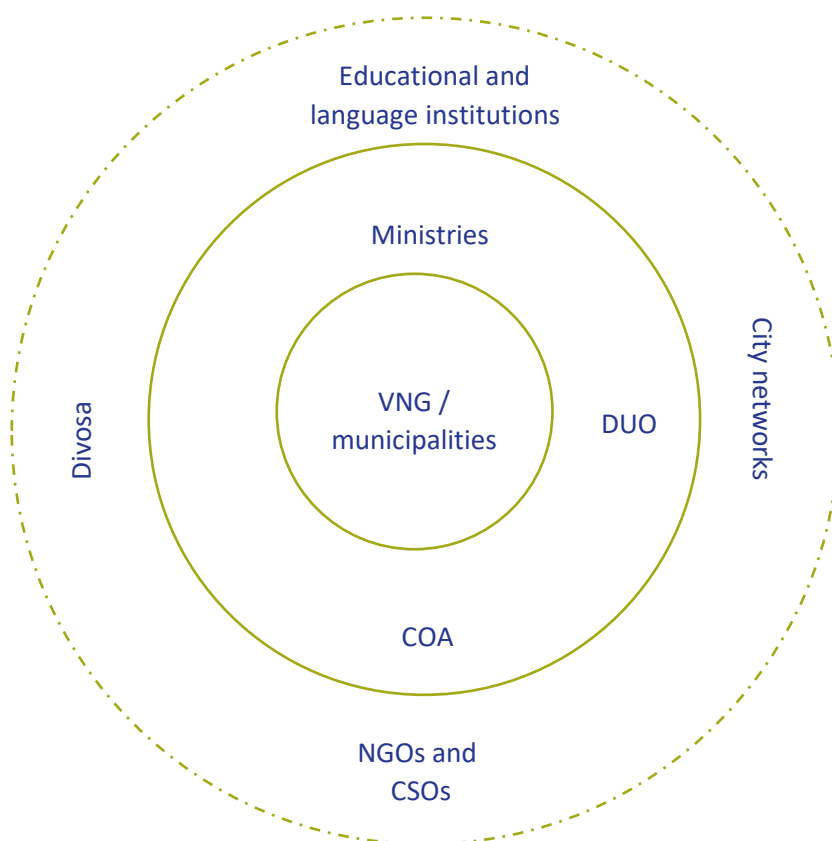 Educational and
language institutions
Ministries
City networks
VNG /
municipalities
DUO
Divosa
COA
NGOs and
CSOs